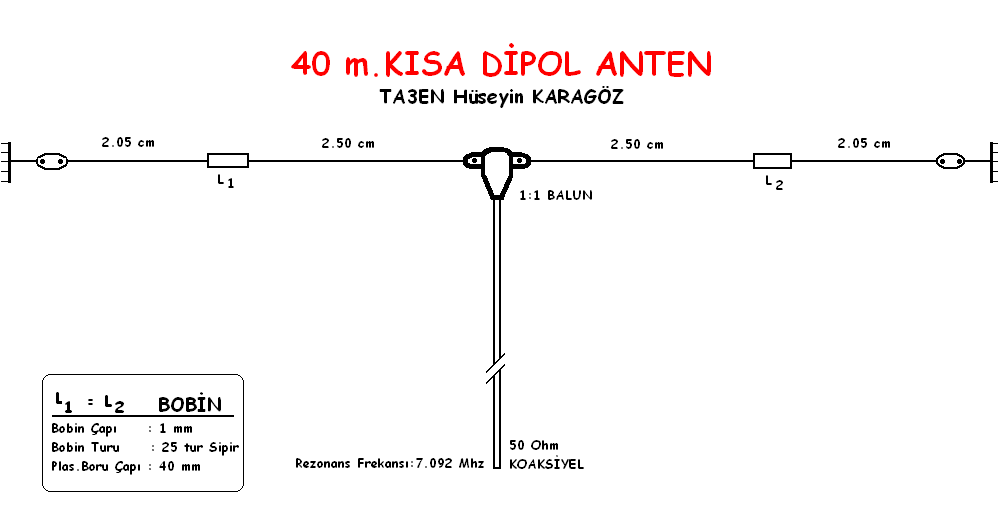 40 m.KISA DİPOL ANTEN
TA3EN Hüseyin KARAGÖZ
2.05 cm
2.50 cm
2.50 cm
2.05 cm
L1
L2
1:1 BALUN
L1 = L2 BOBİN
Bobin Çapı : 1 mm
Bobin Turu : 25 tur Sipir
Plas.Boru Çapı : 40 mm
50 Ohm
Rezonans Frekansı:7.092 Mhz
KOAKSİYEL